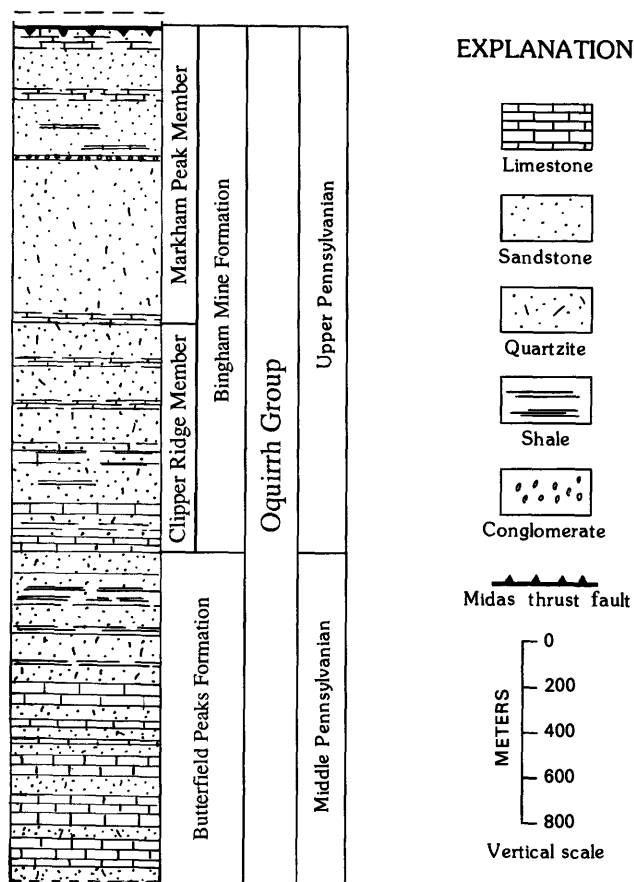 Markham Peak Member
Clipper Ridge Member
Bingham Mine Formation
Butterfield Peaks Formation
Oquirrh Group
Upper Pennsylvanian
Middle Pennsylvanian
EXPLANATION
Limestone
Sandstone
Quartzite
Shale
Conglomerate
Midas thrust fault
METERS
0
200
400
600
800
Vertical scale